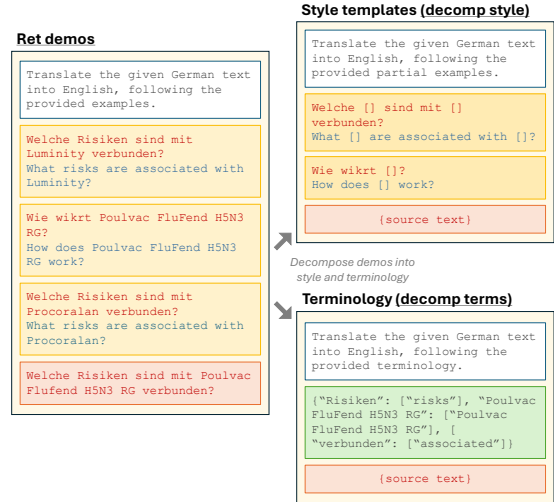 Ret demos
Translate the given German text
into English, following the
provided examples.
Welche Risiken sind mit
Luminity verbunden?
What risks are associated with
Luminity?
Wie wikrt Poulvac FluFend H5N3
RG?
How does Poulvac FluFend H5N3
RG work?
Welche Risiken sind mit
Procoralan verbunden?
What risks are associated with
Procoralan?
Welche Risiken sind mit Poulvac
Flufend H5N3 RG verbunden?
Decompose demos into
style and terminology
Style templates (decomp style)
Translate the given German text
into English, following the
provided partial examples.
Welche [] sind mit []
verbunden?
What [] are associated with []?
Wie wikrt []?
How does [] work?
{source text}
Terminology (decomp terms)
Translate the given German text
into English, following the
provided terminology.
{“Risiken”: [“risks”], “Poulvac
FluFend H5N3 RG”: [“Poulvac
FluFend H5N3 RG”], [
“verbunden”: [“associated”]}
{source text}